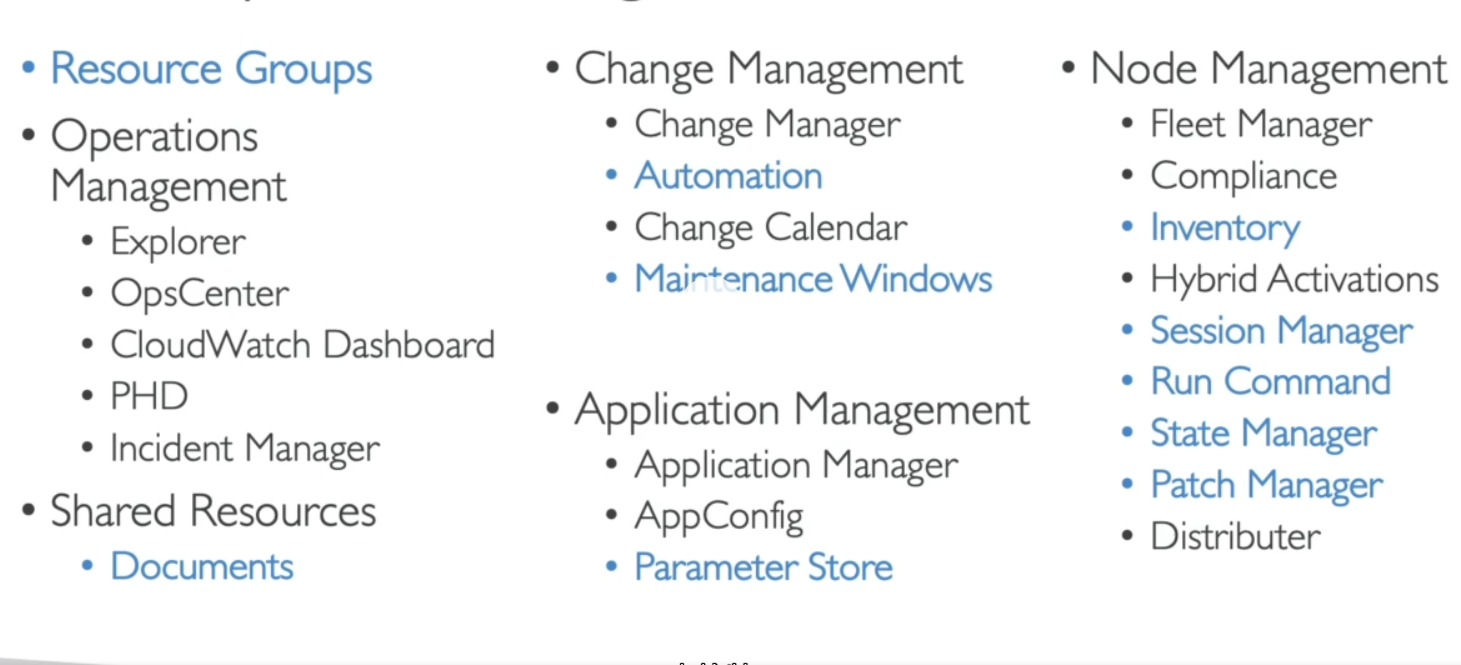 • Resource Groups
• Operations
Management
• Explorer
• OpsCenter
• CloudWatch Dashboard
• PHD
• Incident Manager
• Shared Resources
• Documents
• Change Management
• Change Manager
• Automation
• Change Calendar
• Maintenance Windows
• Application Management
• Application Manager
• AppConfig
• Parameter Store
• Node Management
• Fleet Manager
• Compliance
• Inventory
• Hybrid Activations
• Session Manager
• Run Command
• State Manager
• Patch Manager
• Distributer